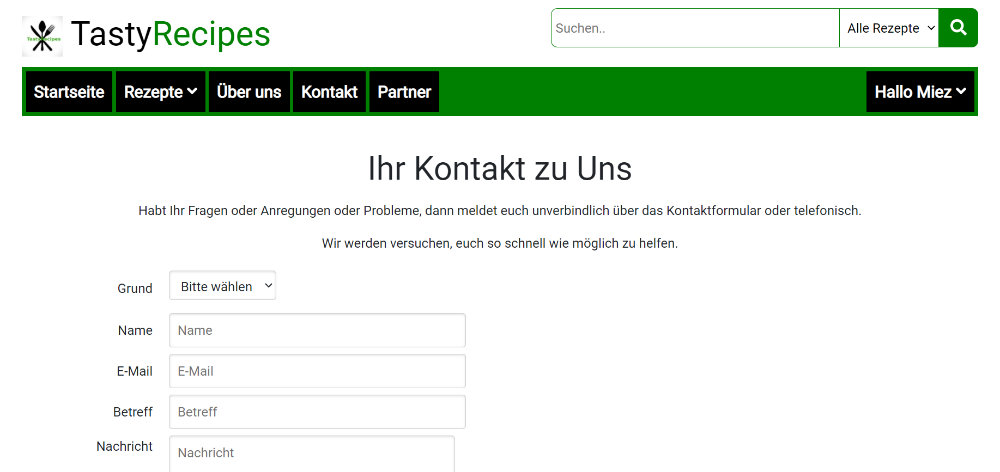 TastyRecipes
TastyRecipes
Suchen..
Alle Rezepte
Startseite
Rezepte
Über uns
Kontakt
Partner
Hallo Miez
Ihr Kontakt zu Uns
Habt Ihr Fragen oder Anregungen oder Probleme, dann meldet euch unverbindlich über das Kontaktformular oder telefonisch.
Wir werden versuchen, euch so schnell wie möglich zu helfen.
Grund
Bitte wählen
Name
Name
E-Mail
E-Mail
Betreff
Betreff
Nachricht
Nachricht